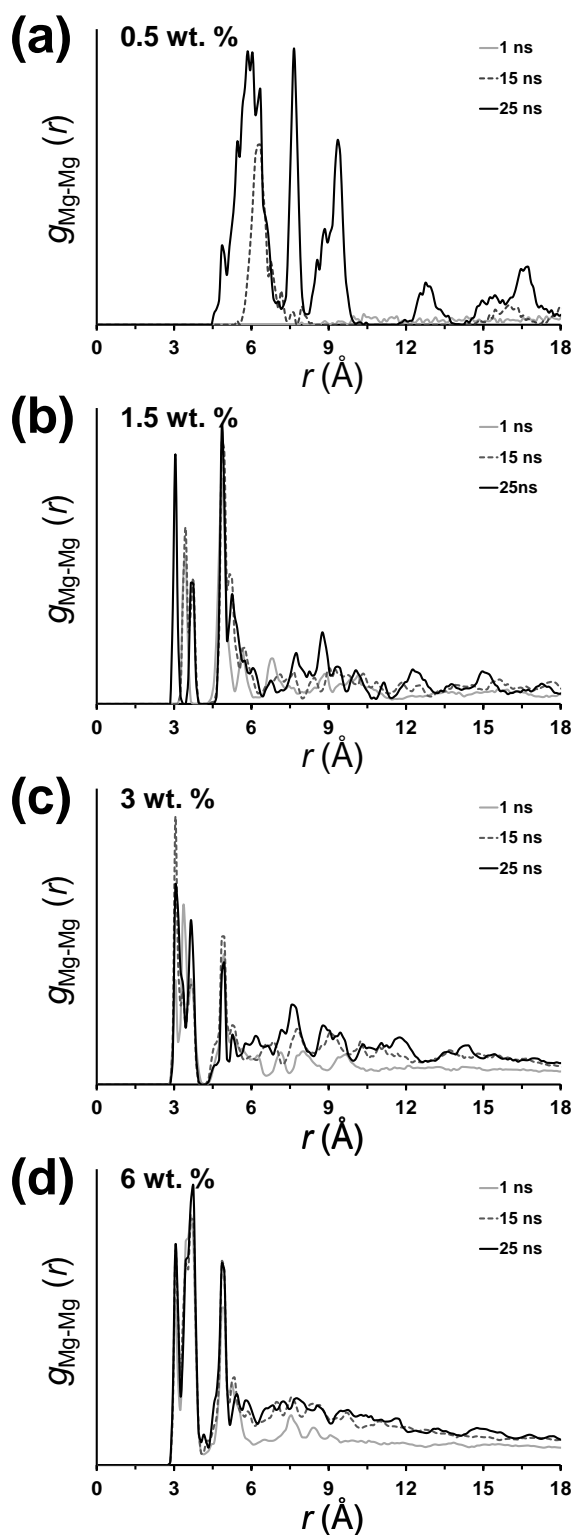 (a) 0.5 wt. %
1 ns
15 ns
25 ns
gMg-Mg (r)
0 3 6 9 12 15 18
r (Å)
(b) 1.5 wt. %
1 ns
15 ns
25ns
gMg-Mg (r)
0 3 6 9 12 15 18
r (Å)
(c) 3 wt. %
1 ns
15 ns
25 ns
gMg-Mg (r)
0 3 6 9 12 15 18
r (Å)
(d) 6 wt. %
1 ns
15 ns
25 ns
gMg-Mg (r)
0 3 6 9 12 15 18
r (Å)